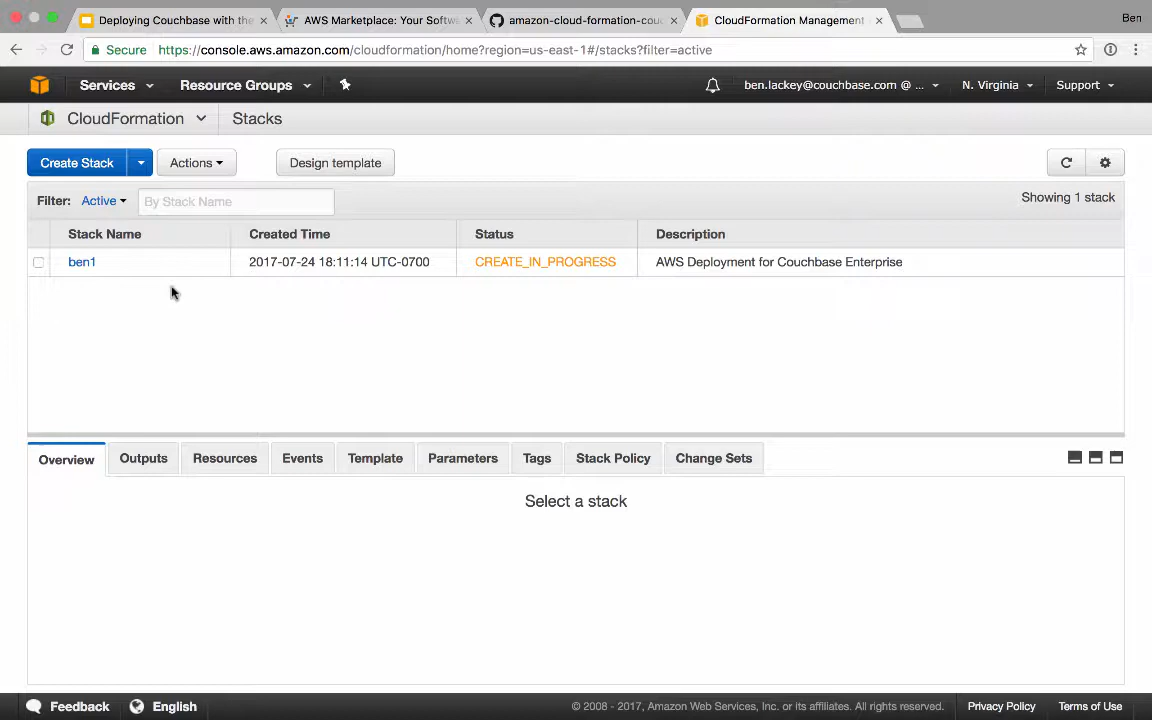 Deploying Couchbase with the
AWS Marketplace: Your Softwa
amazon-cloud-formation-couc
CloudFormation Management
Ben
Secure
https://console.aws.amazon.com/cloudformation/home?region=us-east-1#/stacks?filter=active
Services
Resource Groups
ben.lackey@couchbase.com @ ...
N. Virginia
Support
CloudFormation
Stacks
Create Stack
Actions
Design template
Filter: Active
By Stack Name
Showing 1 stack
Stack Name
Created Time
Status
Description
ben1
2017-07-24 18:11:14 UTC-0700
CREATE_IN_PROGRESS
AWS Deployment for Couchbase Enterprise
Overview
Outputs
Resources
Events
Template
Parameters
Tags
Stack Policy
Change Sets
Select a stack
Feedback
English
© 2008 - 2017, Amazon Web Services, Inc. or its affiliates. All rights reserved.
Privacy Policy
Terms of Use